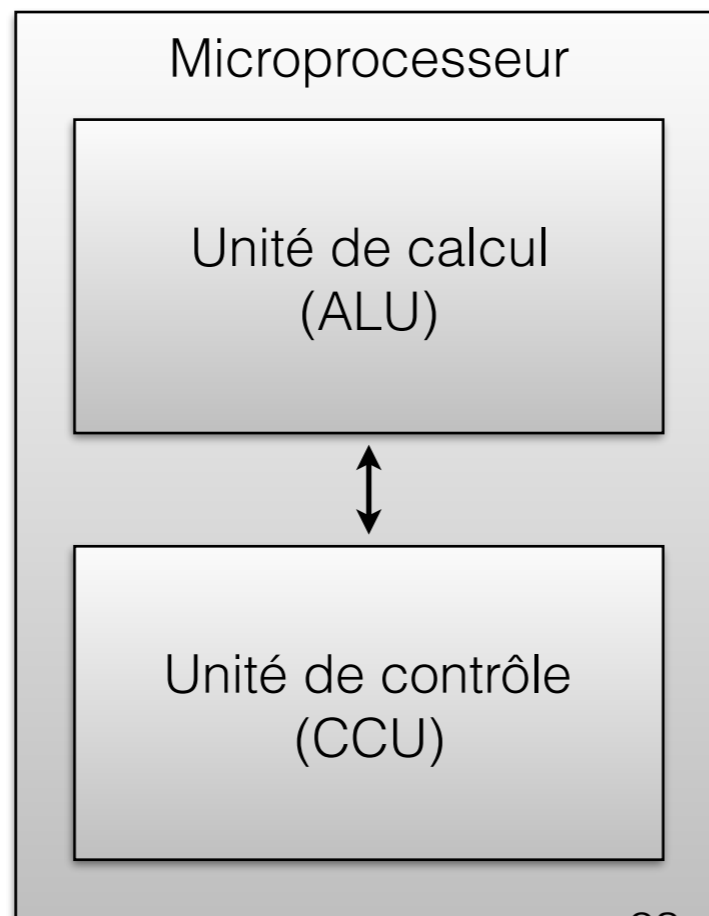 Microprocesseur
Unité de calcul
(ALU)
Unité de contrôle
(CCU)